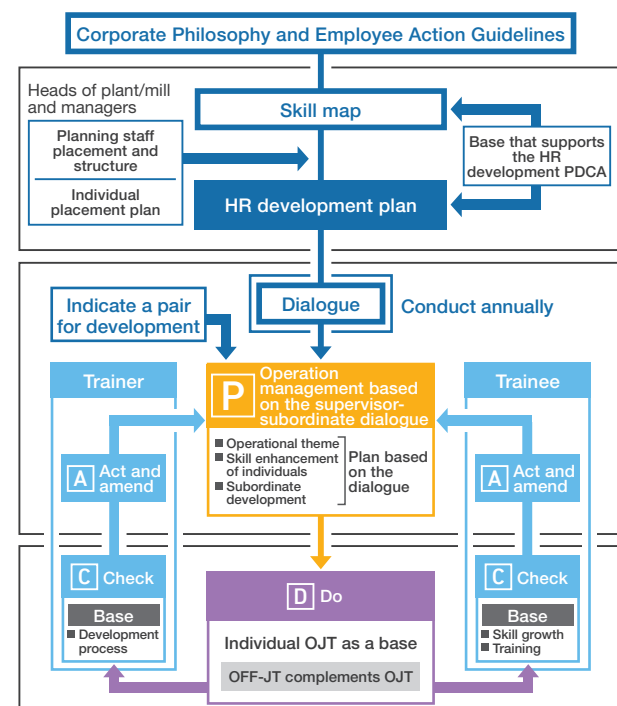 Corporate Philosophy and Employee Action Guidelines
Heads of plant/mill
and managers
Planning staff
placement and
structure
Individual
placement plan
Skill map
Base that supports
the HR
development PDCA
HR development plan
Indicate a pair
for development
Dialogue
Conduct annually
Trainer
P
Operation
management based
on the supervisor-
subordinate dialogue
Trainee
■ Operational theme
■ Skill enhancement
of individuals
■ Subordinate
development
Plan based
on the
dialogue
A Act and
amend
A Act and
amend
C Check
Base
■ Development
process
D Do
Individual OJT as a base
OFF-JT complements OJT
C Check
Base
■ Skill growth
■ Training